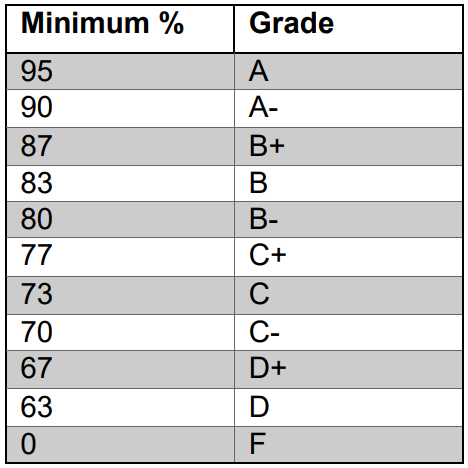 Minimum % Grade
95 A
90 A-
87 B+
83 B
80 B-
77 C+
73 C
70 C-
67 D+
63 D
0 F